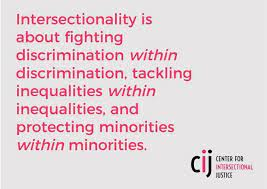 Intersectionality is
about fighting
discrimination within
discrimination, tackling
inequalities within
inequalities, and
protecting minorities
within minorities.
cij CENTER FOR
INTERSECTIONAL
JUSTICE